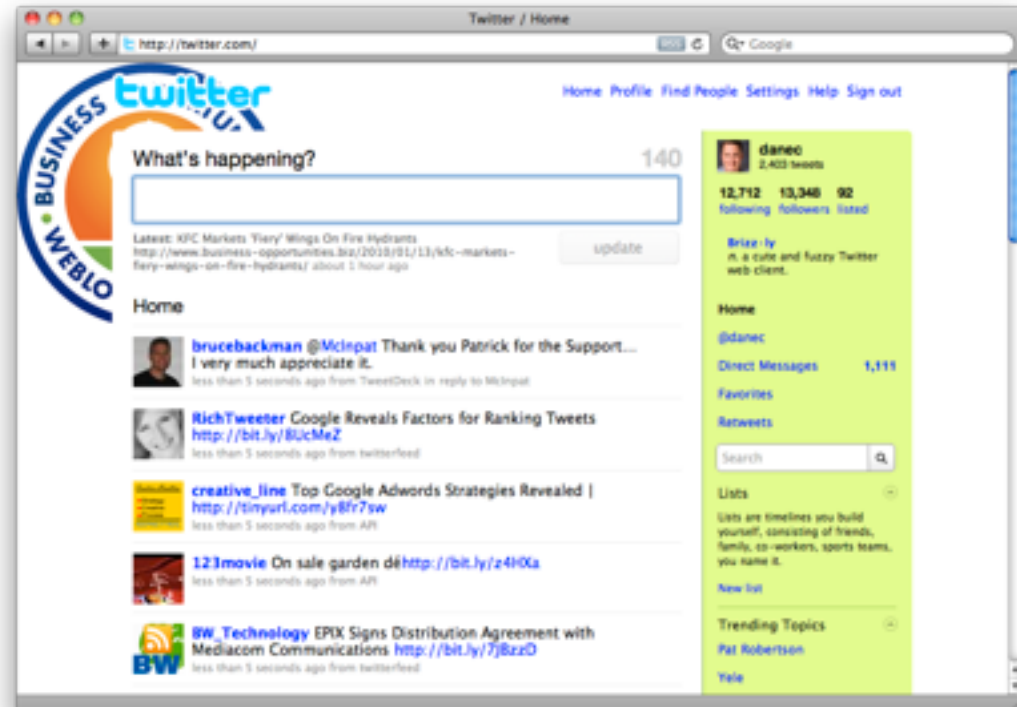 Twitter / Home
http://twitter.com/
RSS
Google
twitter
Home Profile Find People Settings Help Sign out
BUSINESS
WEBLO
What's happening?
140
Latest: KFC Markets 'Fiery' Wings On Fire Hydrants
http://www.business-opportunities.biz/2010/01/13/kfc-markets-
fiery-wings-on-fire-hydrants/ about 1 hour ago
update
Home
brucebackman @McInpat Thank you Patrick for the Support...
I very much appreciate it.
less than 5 seconds ago from TweetDeck in reply to McInpat
RichTweeter Google Reveals Factors for Ranking Tweets
http://bit.ly/8UcMeZ
less than 5 seconds ago from twitterfeed
creative_line Top Google Adwords Strategies Revealed |
http://tinyurl.com/y8fr7sw
less than 5 seconds ago from API
123movie On sale garden déhttp://bit.ly/z4HXa
less than 5 seconds ago from API
BW
BW_Technology EPIX Signs Distribution Agreement with
Mediacom Communications http://bit.ly/7jBzzD
less than 5 seconds ago from twitterfeed
danec
2,403 tweets
12,712 13,348 92
following followers listed
Brizz·ly
n. a cute and fuzzy Twitter
web client.
Home
@danec
Direct Messages 1,111
Favorites
Retweets
Search
Lists
Lists are timelines you build
yourself, consisting of friends,
family, co-workers, sports teams,
you name it.
New list
Trending Topics
Pat Robertson
Yele